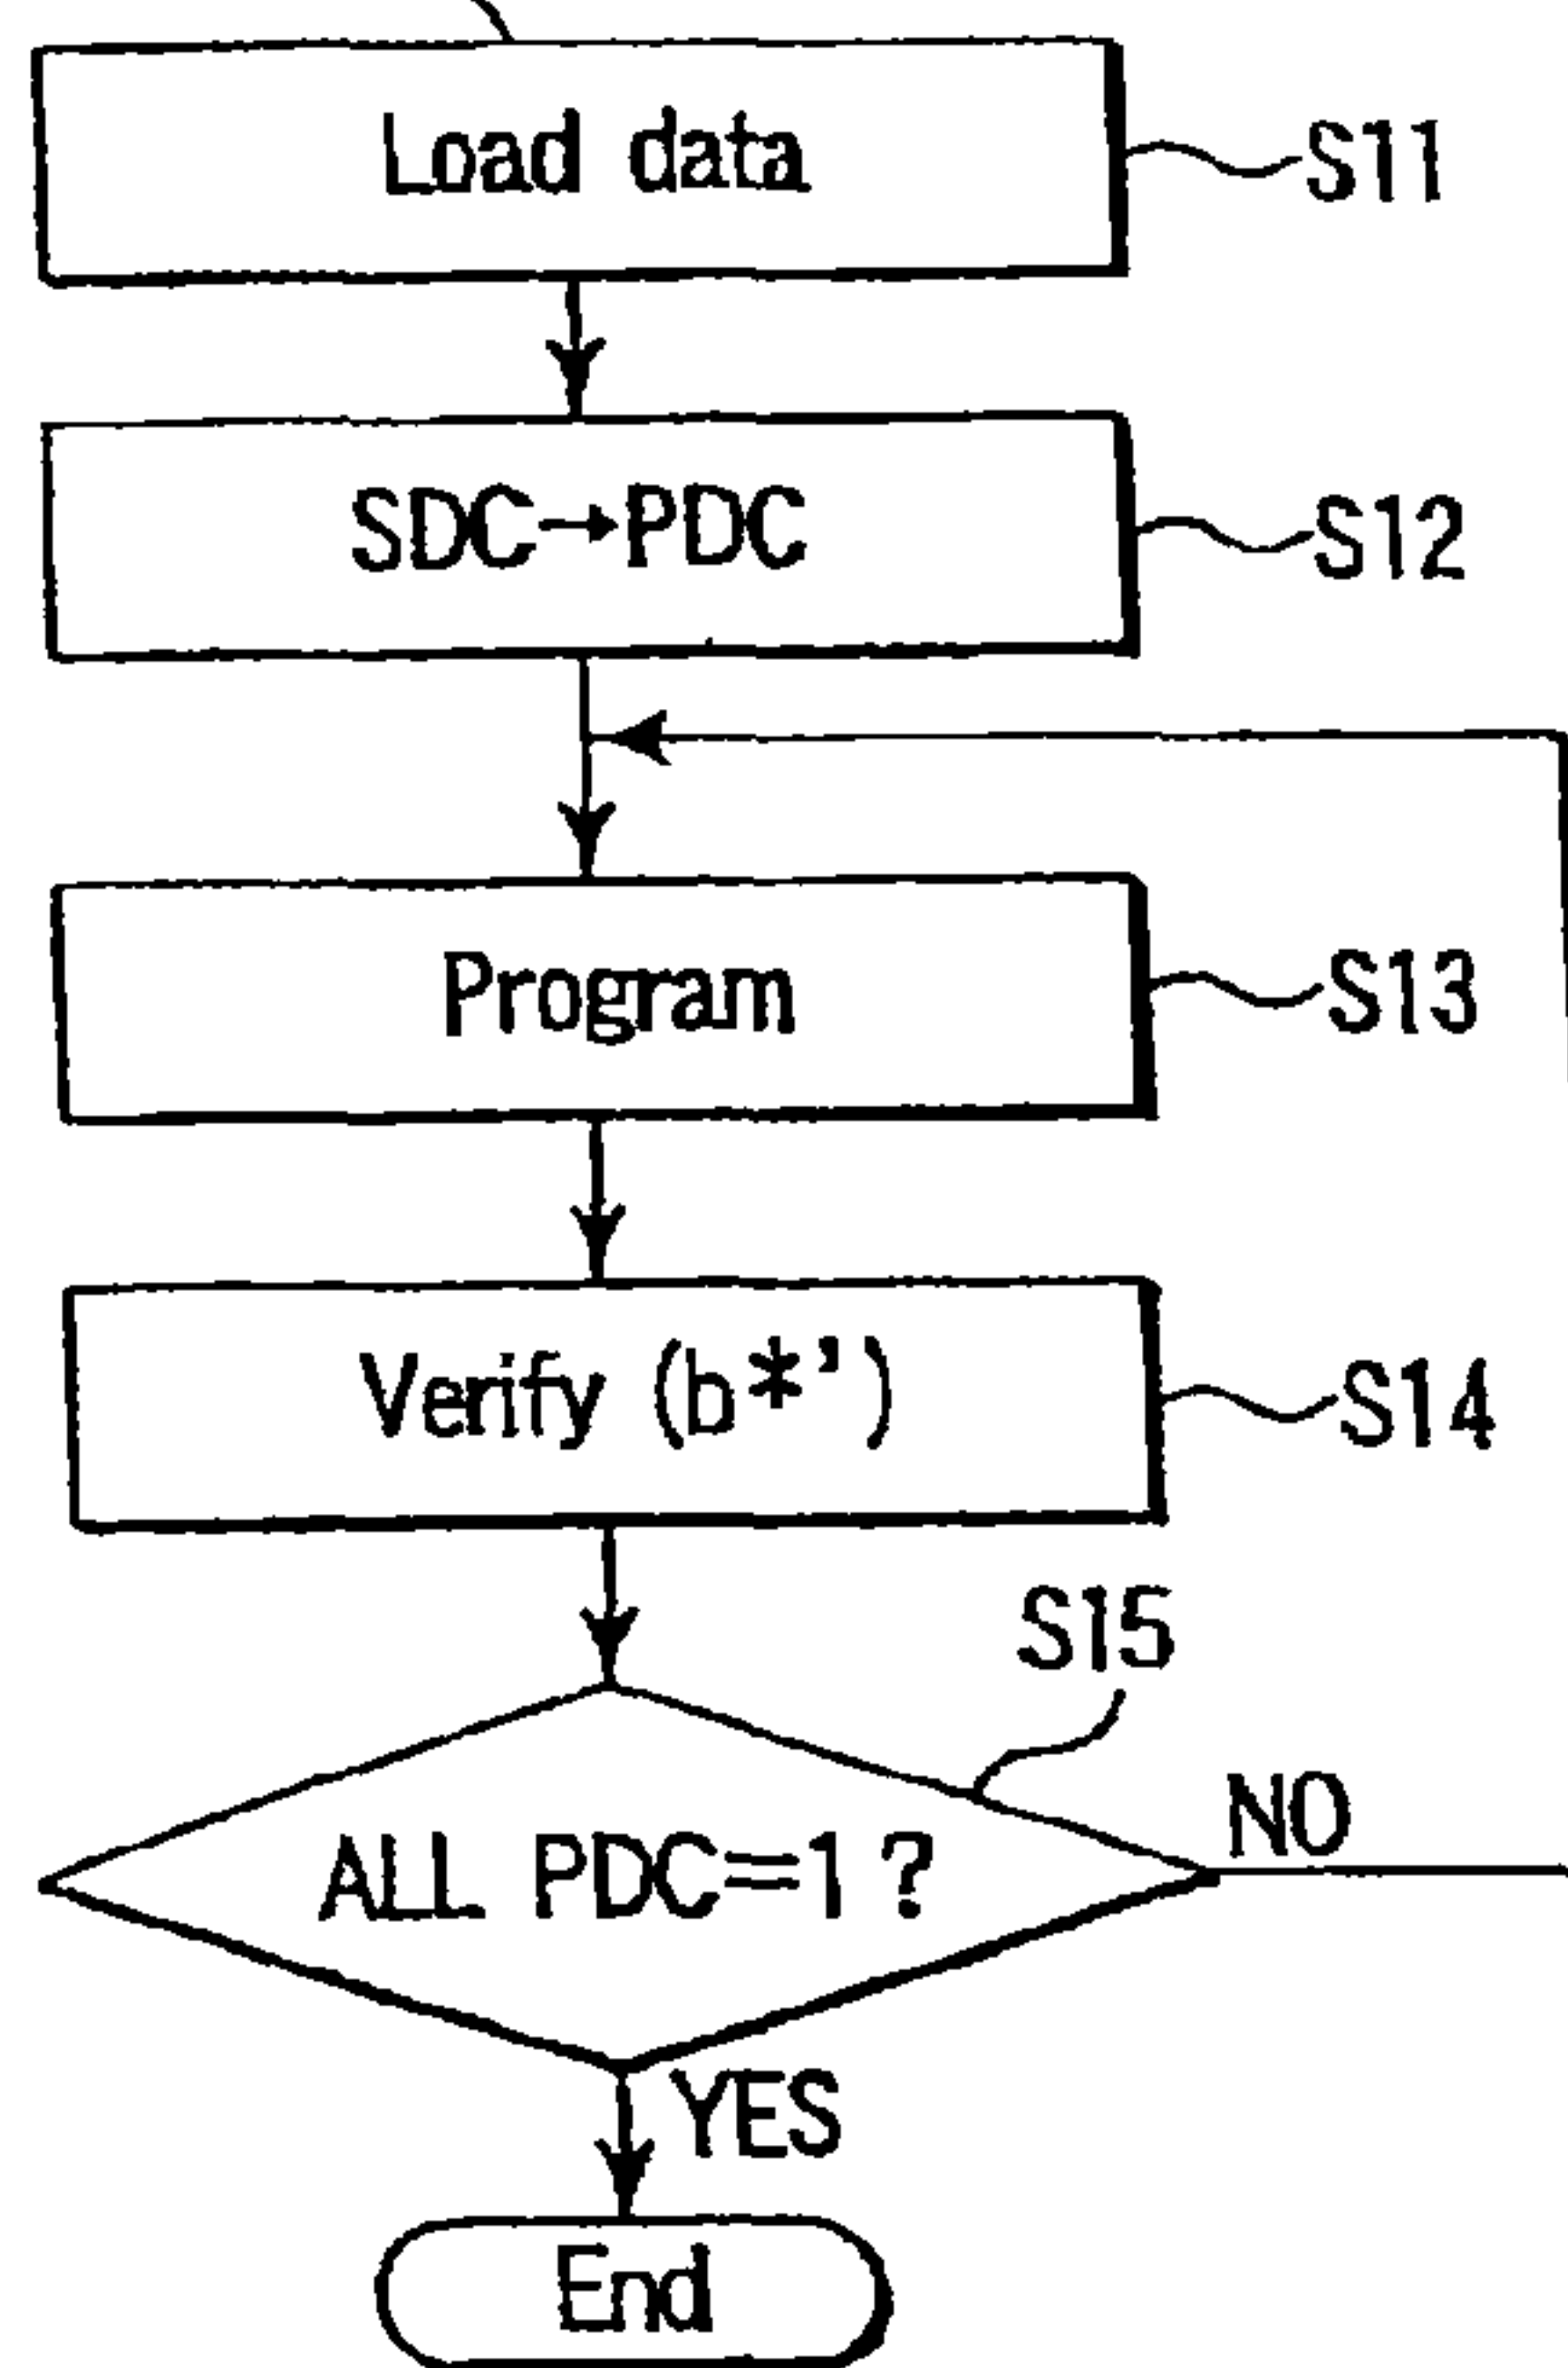 Load data
S11
SDC→PDC
S12
Program
S13
Verify (b*')
S14
S15
ALL PDC=1 ?
NO
YES
End